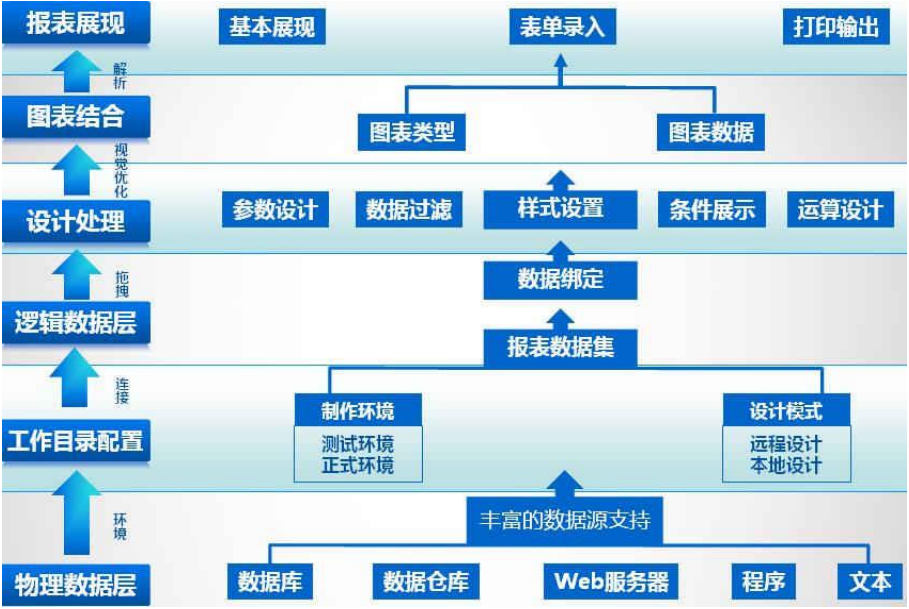 报表展现
基本展现
表单录入
打印输出
解析
图表结合
图表类型
图表数据
视觉优化
设计处理
参数设计
数据过滤
样式设置
条件展示
运算设计
拖拽
数据绑定
逻辑数据层
报表数据集
连接
制作环境
测试环境
正式环境
设计模式
远程设计
本地设计
工作目录配置
环境
丰富的数据源支持
物理数据层
数据库
数据仓库
Web服务器
程序
文本